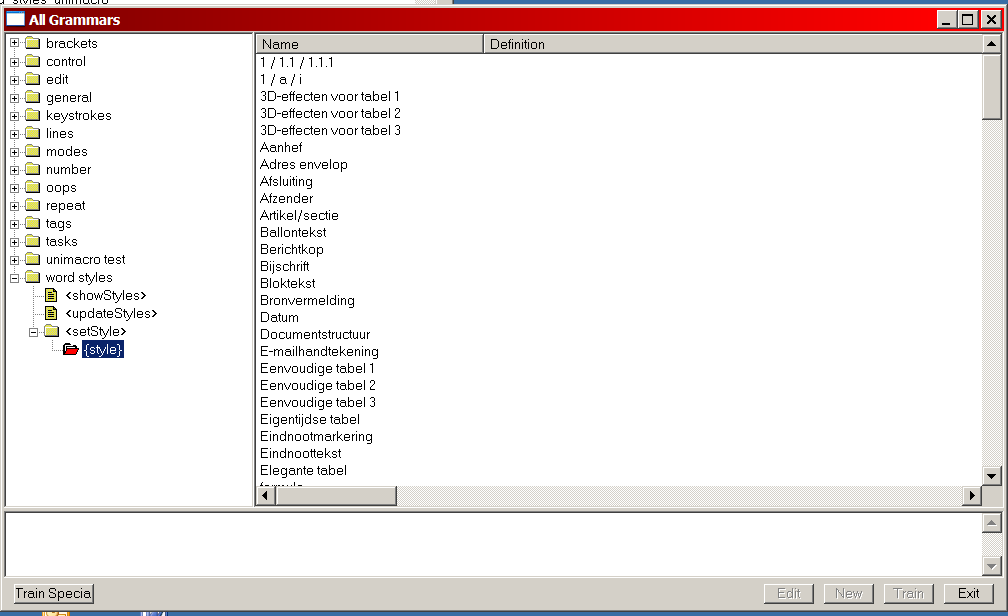 d_styles_unimacro
All Grammars
brackets
control
edit
general
keystrokes
lines
modes
number
oops
repeat
tags
tasks
unimacro test
word styles
<showStyles>
<updateStyles>
<setStyle>
{style}
Name Definition
1 / 1.1 / 1.1.1
1 / a / i
3D-effecten voor tabel 1
3D-effecten voor tabel 2
3D-effecten voor tabel 3
Aanhef
Adres envelop
Afsluiting
Afzender
Artikel/sectie
Ballontekst
Berichtkop
Bijschrift
Bloktekst
Bronvermelding
Datum
Documentstructuur
E-mailhandtekening
Eenvoudige tabel 1
Eenvoudige tabel 2
Eenvoudige tabel 3
Eigentijdse tabel
Eindnootmarkering
Eindnoottekst
Elegante tabel
formule
Train Specia Edit New Train Exit